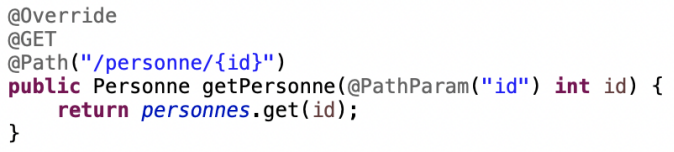 @Override
@GET
@Path("/personne/{id}")
public Personne getPersonne(@PathParam("id") int id) {
    return personnes.get(id);
}